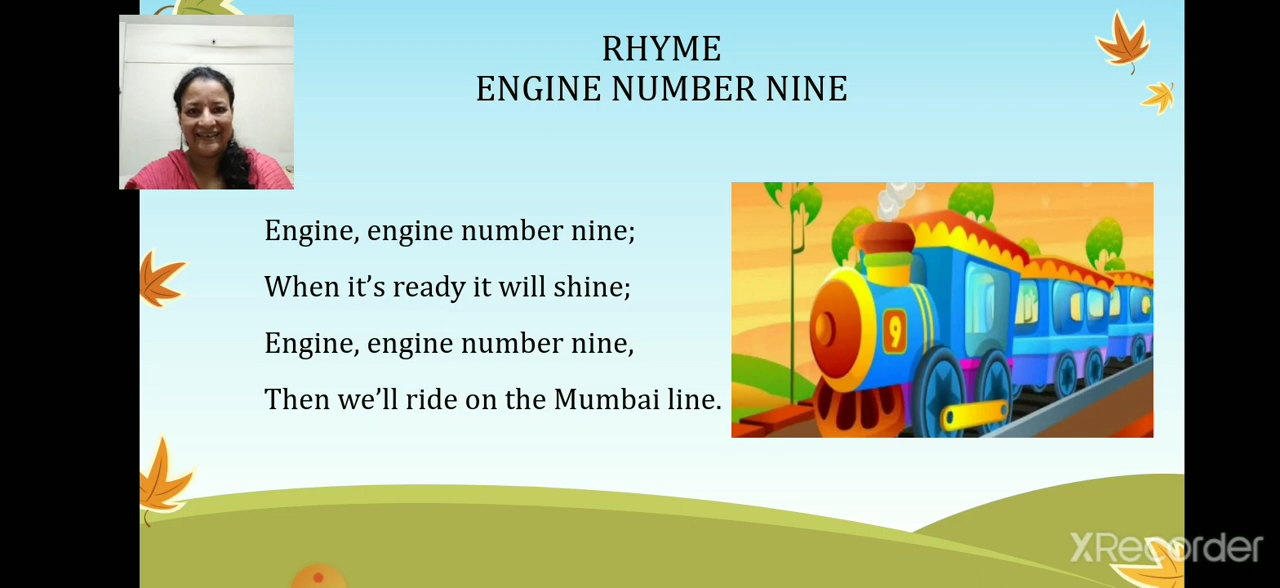 RHYME
ENGINE NUMBER NINE
Engine, engine number nine;
When it’s ready it will shine;
Engine, engine number nine,
Then we’ll ride on the Mumbai line.
9
XRecorder